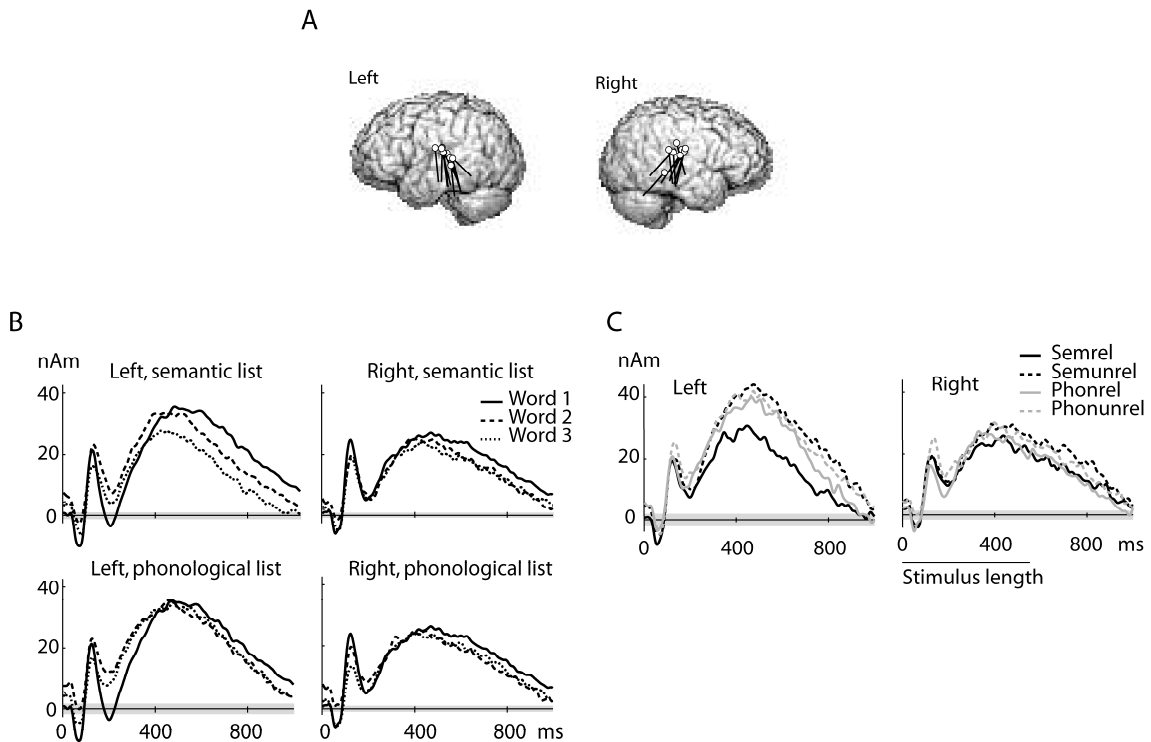 A
Left
Right
B
nAm
Left, semantic list
Right, semantic list
Word 1
Word 2
Word 3
40
20
0
Left, phonological list
Right, phonological list
40
20
0
0 400 800
0 400 800 ms
C
nAm
Left
Right
Semrel
Semunrel
Phonrel
Phonunrel
40
20
0
0 400 800
0 400 800 ms
Stimulus length